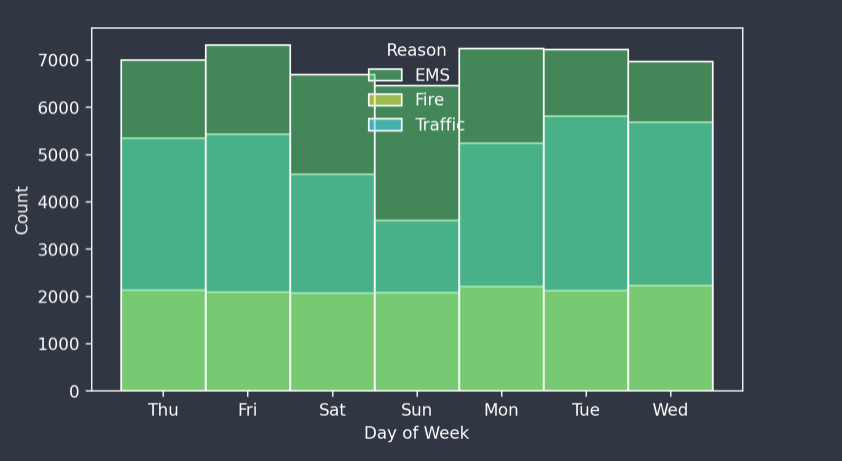 Reason
EMS
Fire
Traffic
7000
6000
5000
4000
3000
2000
1000
0
Count
Thu Fri Sat Sun Mon Tue Wed
Day of Week